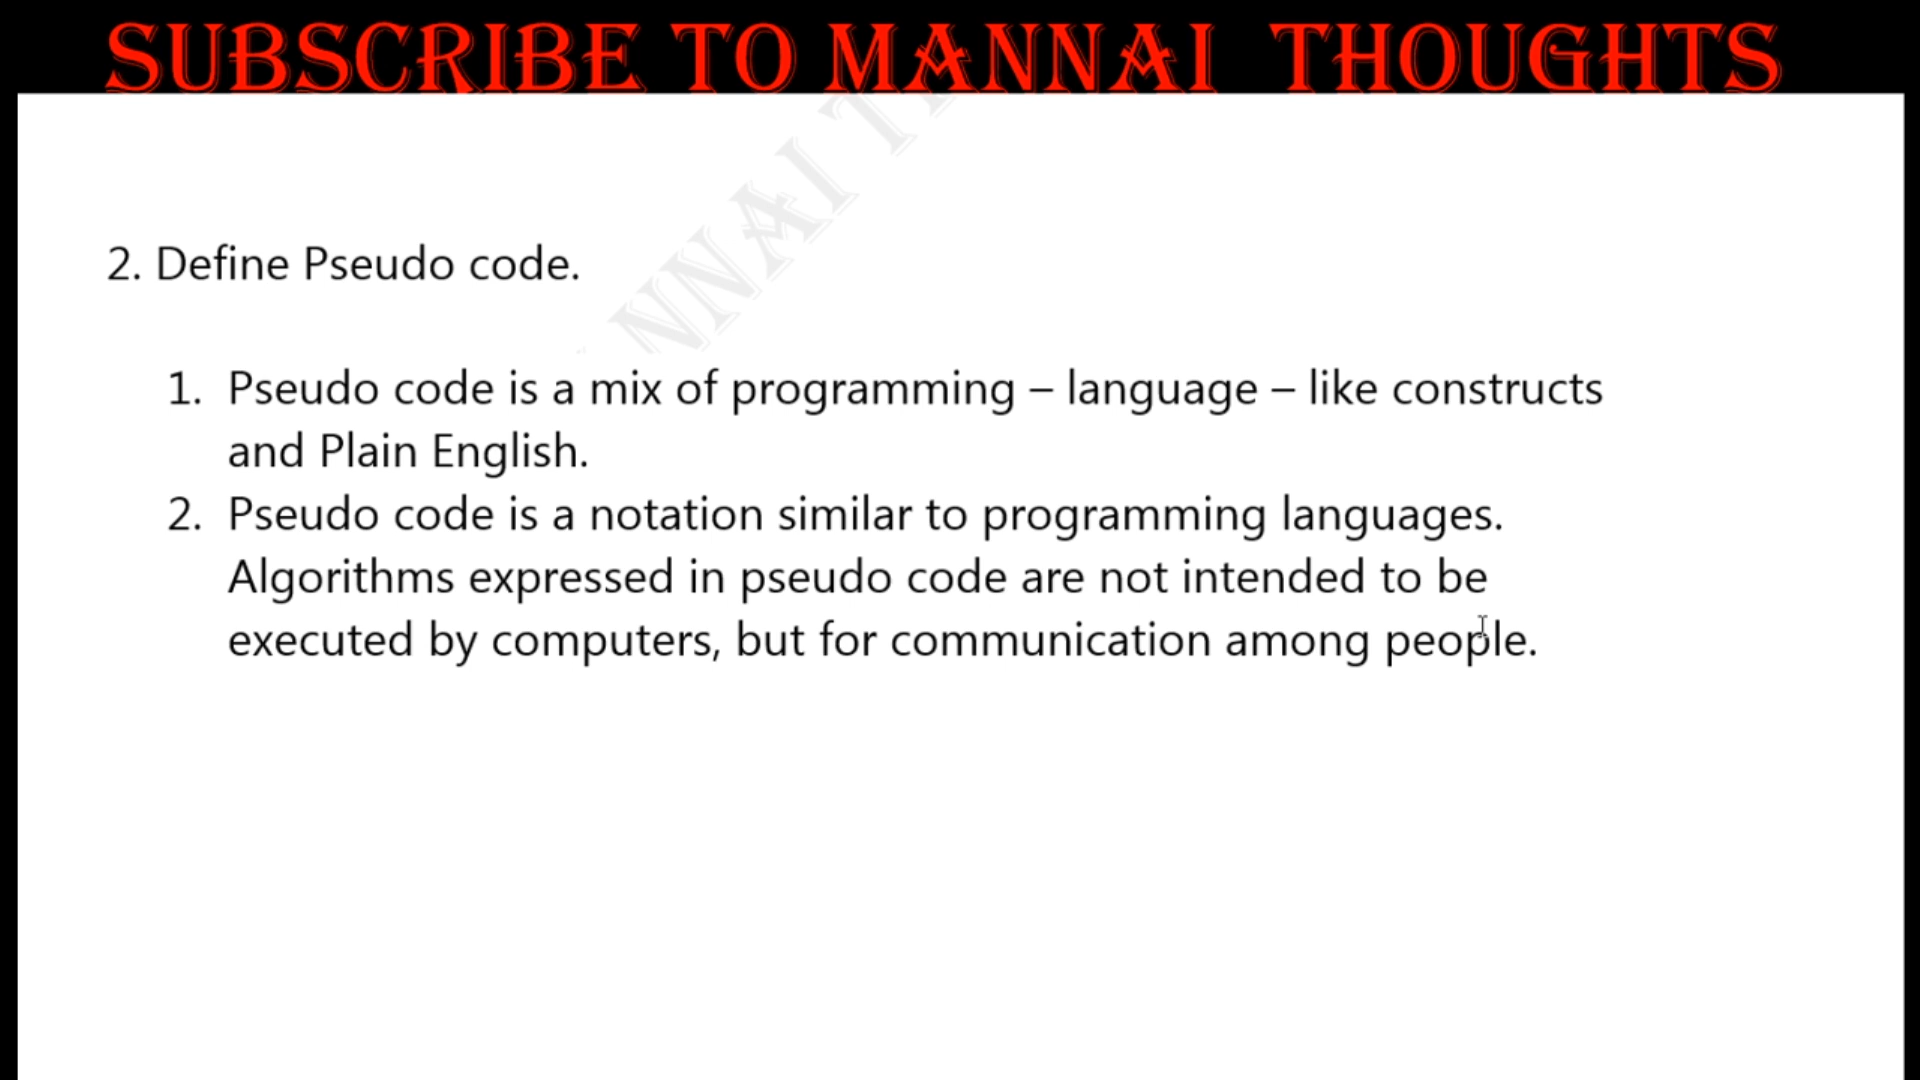 SUBSCRIBE TO MANNAI THOUGHTS
2. Define Pseudo code.
1. Pseudo code is a mix of programming – language – like constructs
and Plain English.
2. Pseudo code is a notation similar to programming languages.
Algorithms expressed in pseudo code are not intended to be
executed by computers, but for communication among people.